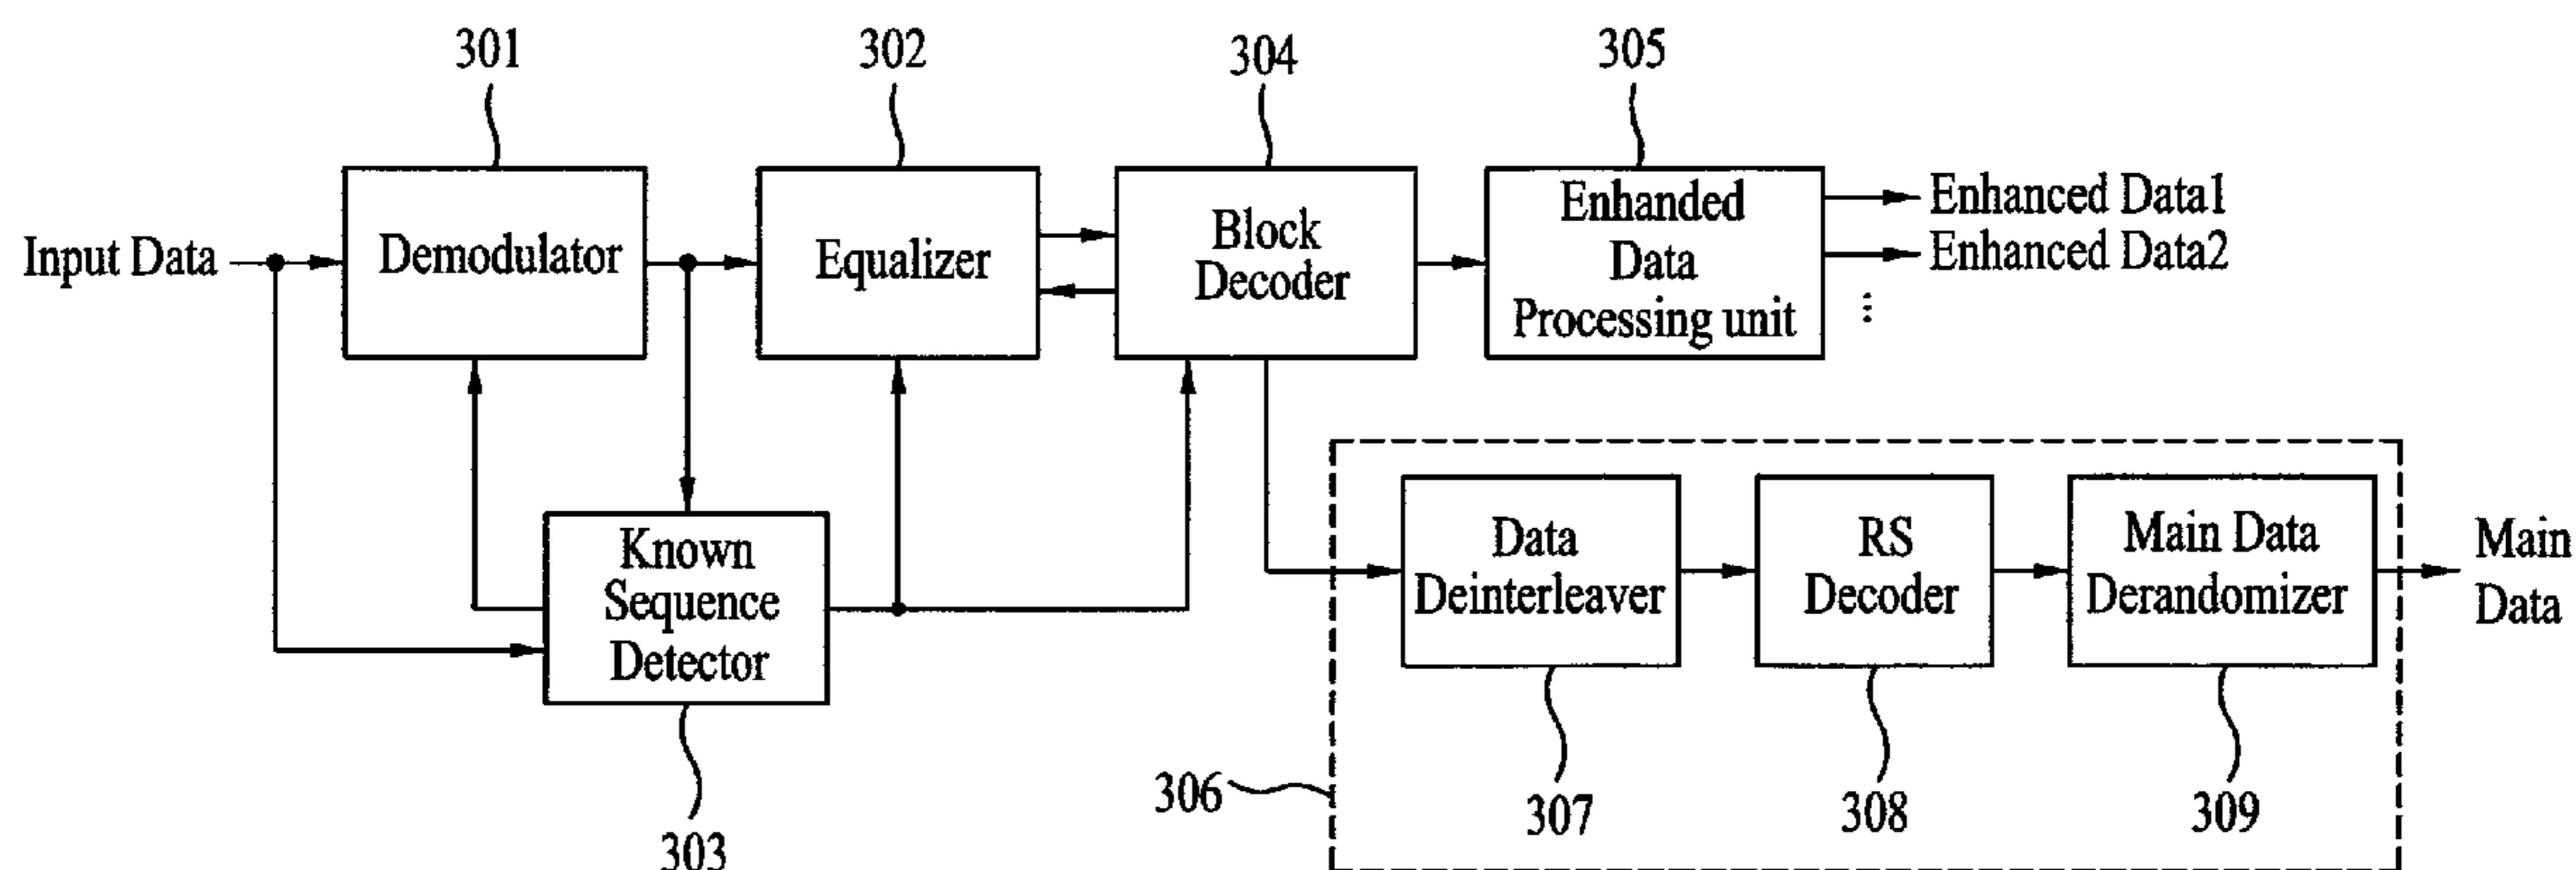 301
302
304
305
Input Data
Demodulator
Equalizer
Block
Decoder
Enhanded
Data
Processing unit
Enhanced Data1
Enhanced Data2
⋮
Known
Sequence
Detector
303
Data
Deinterleaver
RS
Decoder
Main Data
Derandomizer
Main
Data
306
307
308
309